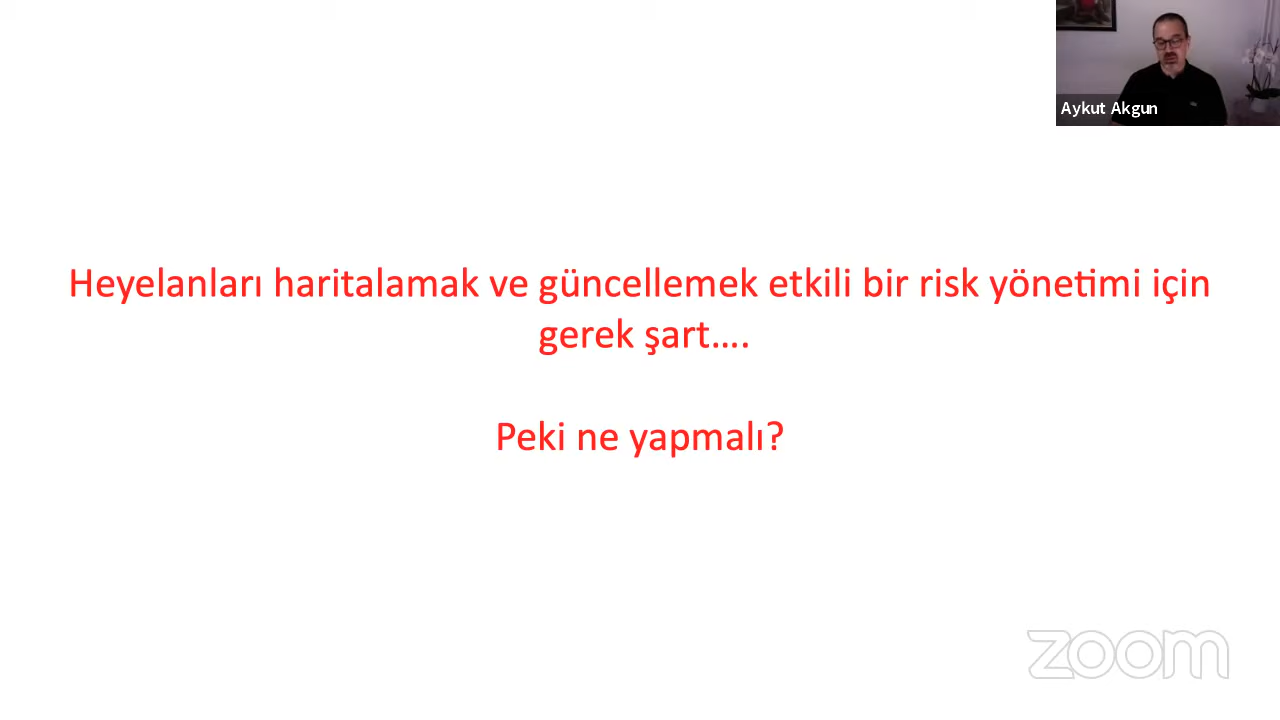 Aykut Akgun
Heyelanları haritalamak ve güncellemek etkili bir risk yönetimi için
gerek şart....
Peki ne yapmalı?
zoom